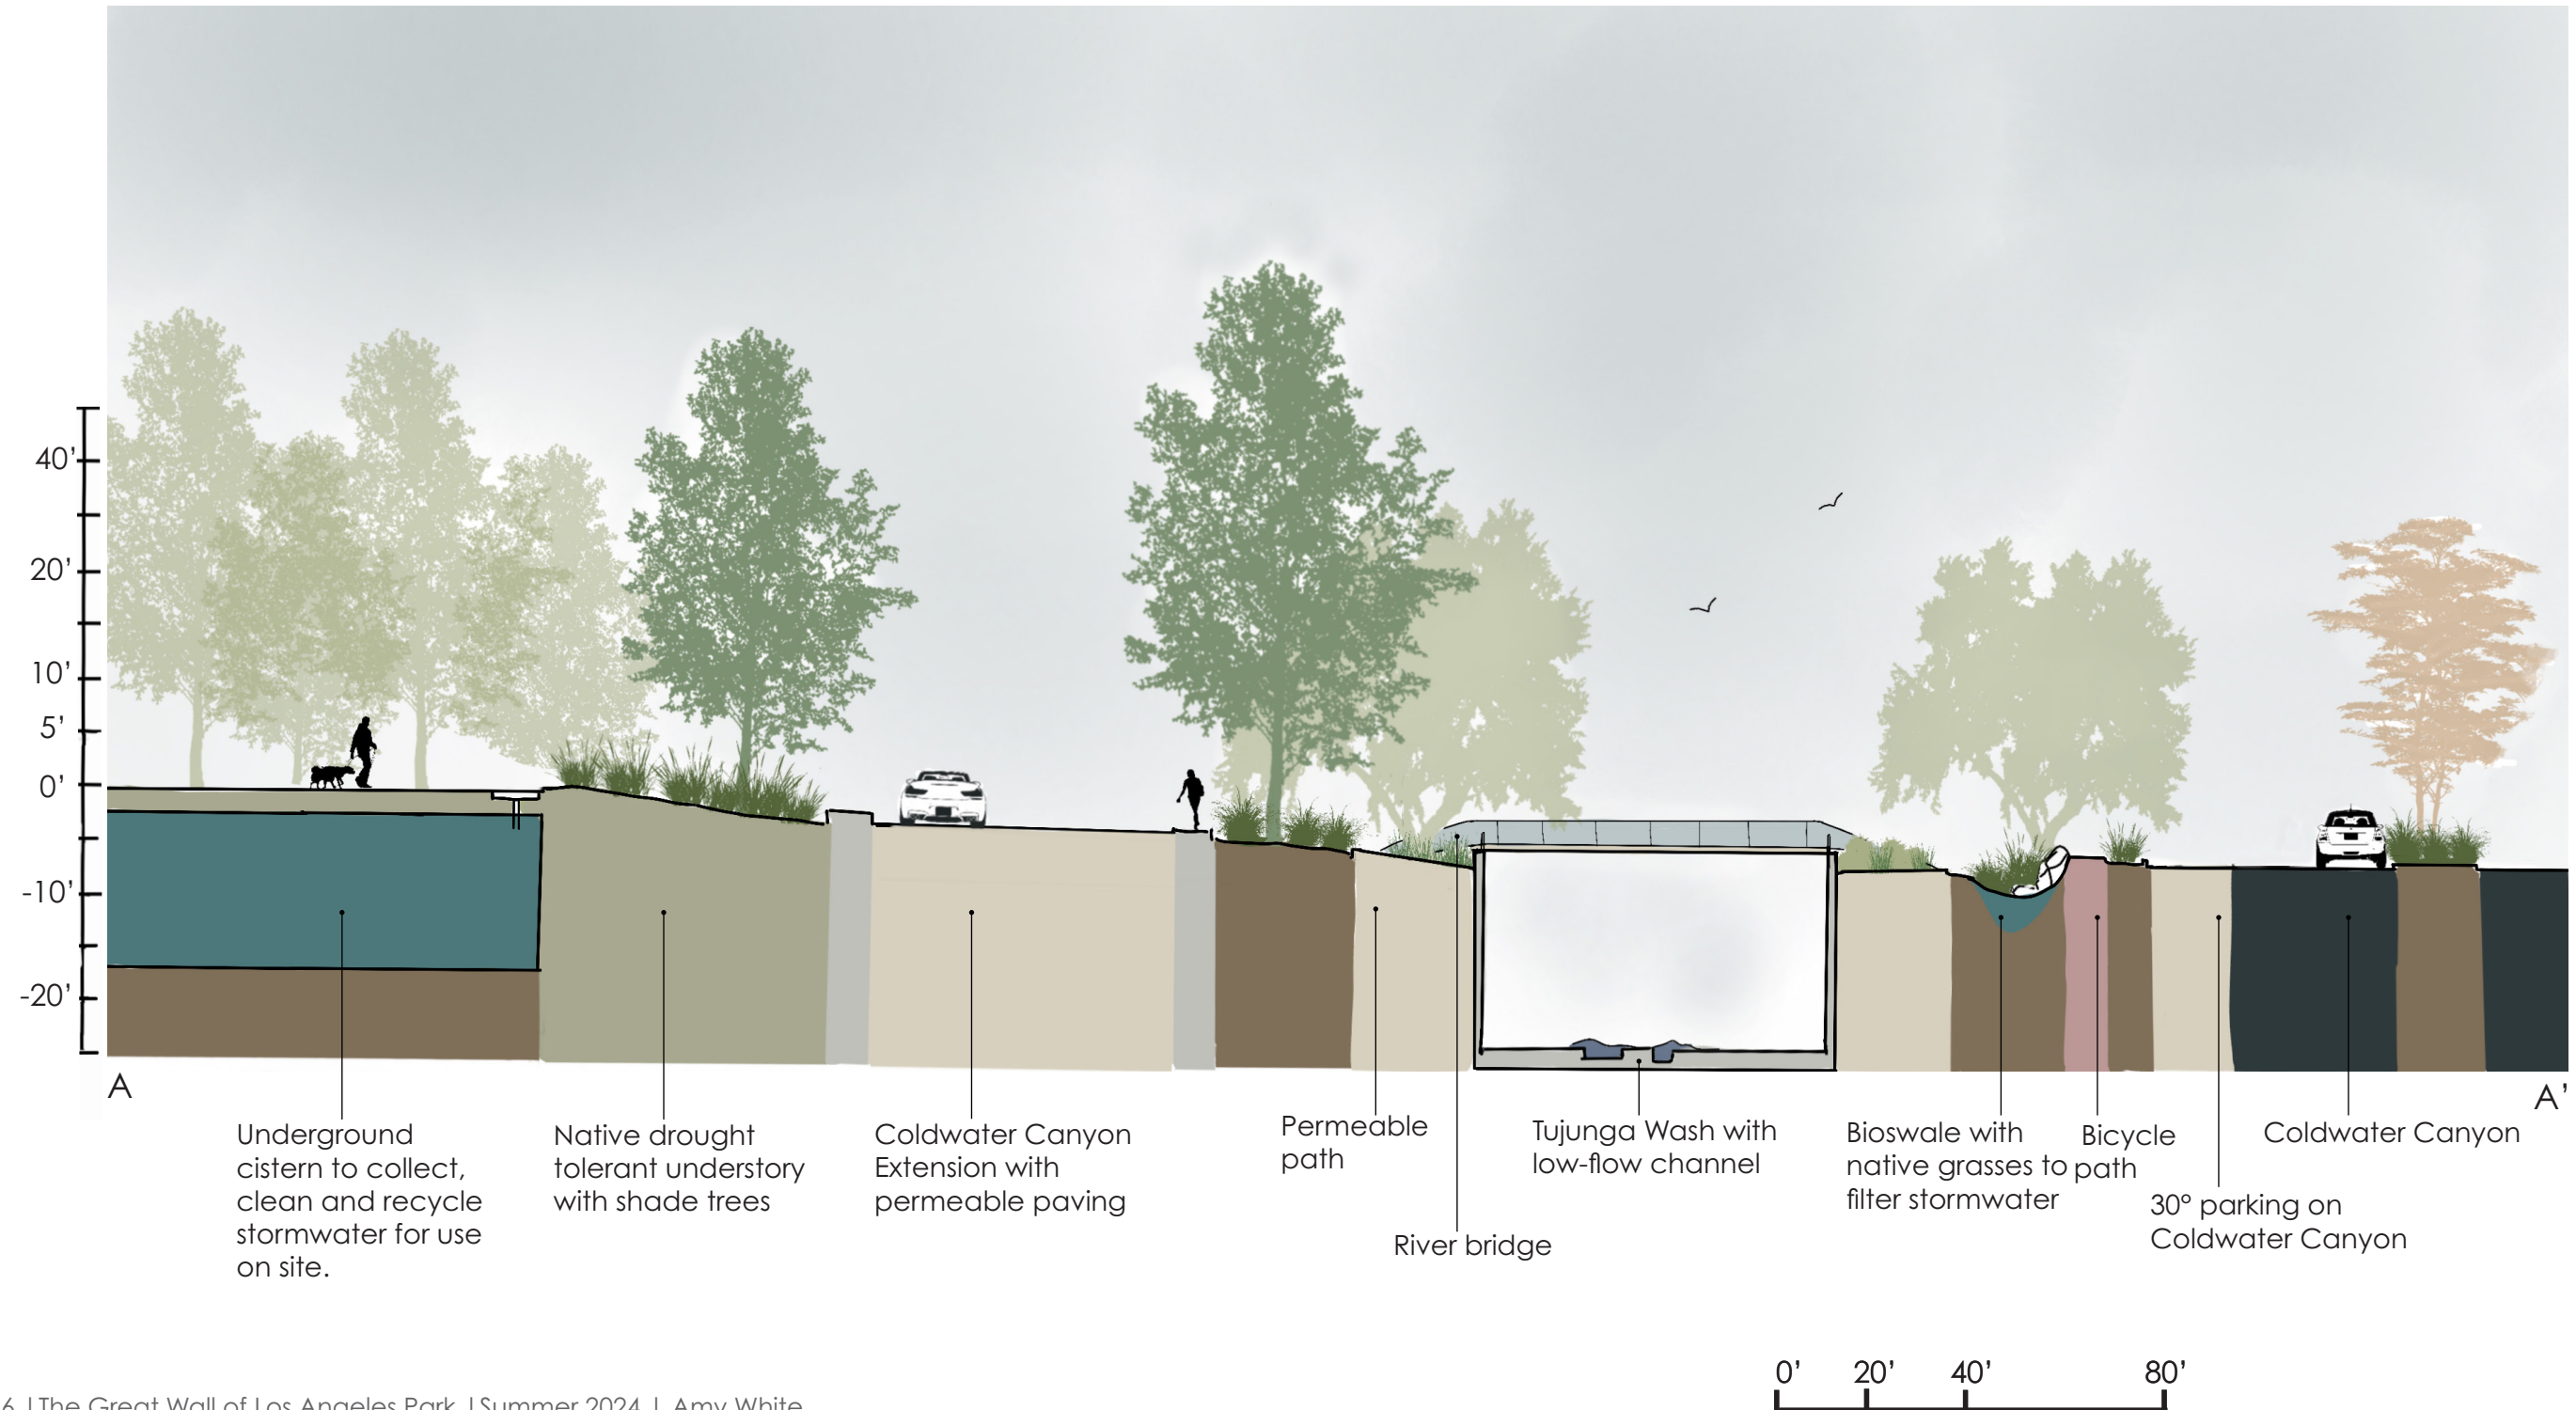 40’
20’
10’
5’
0’
-10’
-20’
A
A’
Underground
cistern to collect,
clean and recycle
stormwater for use
on site.
Native drought
tolerant understory
with shade trees
Coldwater Canyon
Extension with
permeable paving
Permeable
path
River bridge
Tujunga Wash with
low-flow channel
Bioswale with
native grasses to
filter stormwater
Bicycle
path
30° parking on
Coldwater Canyon
Coldwater Canyon
0’ 20’ 40’ 80’
6 | The Great Wall of Los Angeles Park | Summer 2024 | Amy White